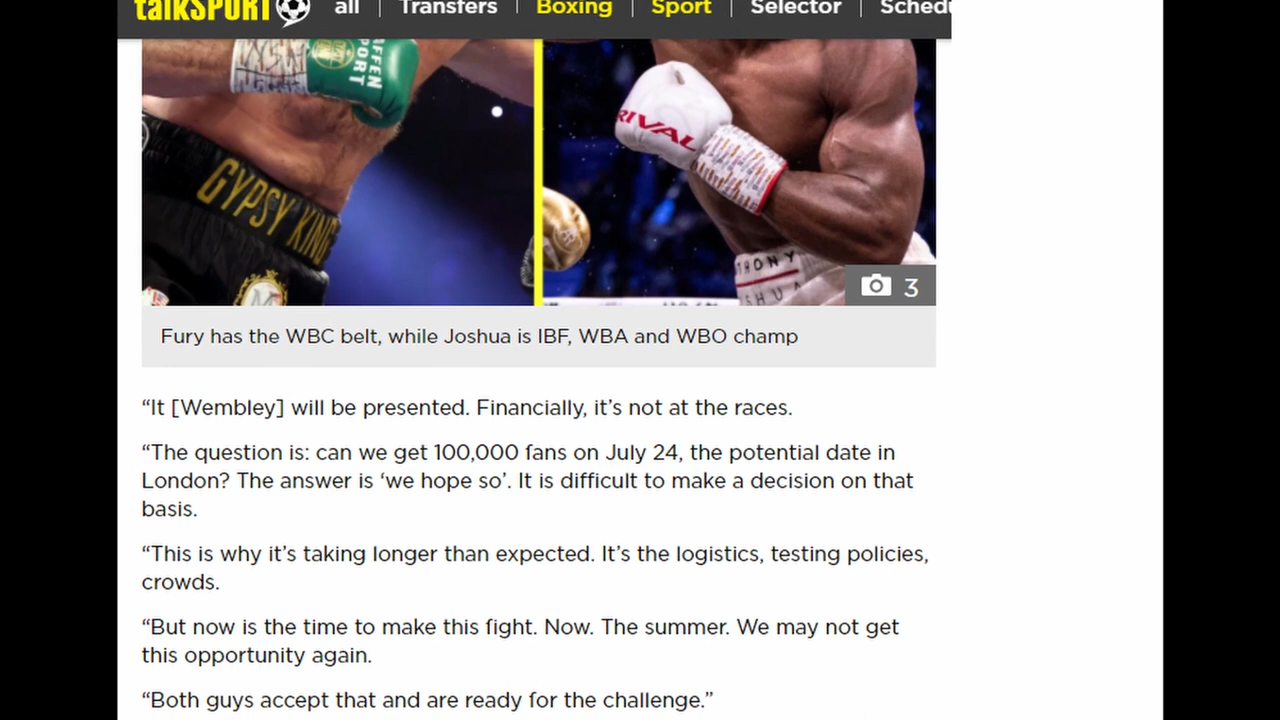 talkSPORT
all
Transfers
Boxing
Sport
Selector
Schedu
AFFEN
PORT
GYPSY KING
RIVAL
THONY
SHUA
3
Fury has the WBC belt, while Joshua is IBF, WBA and WBO champ
“It [Wembley] will be presented. Financially, it’s not at the races.
“The question is: can we get 100,000 fans on July 24, the potential date in
London? The answer is ‘we hope so’. It is difficult to make a decision on that
basis.
“This is why it’s taking longer than expected. It’s the logistics, testing policies,
crowds.
“But now is the time to make this fight. Now. The summer. We may not get
this opportunity again.
“Both guys accept that and are ready for the challenge.”